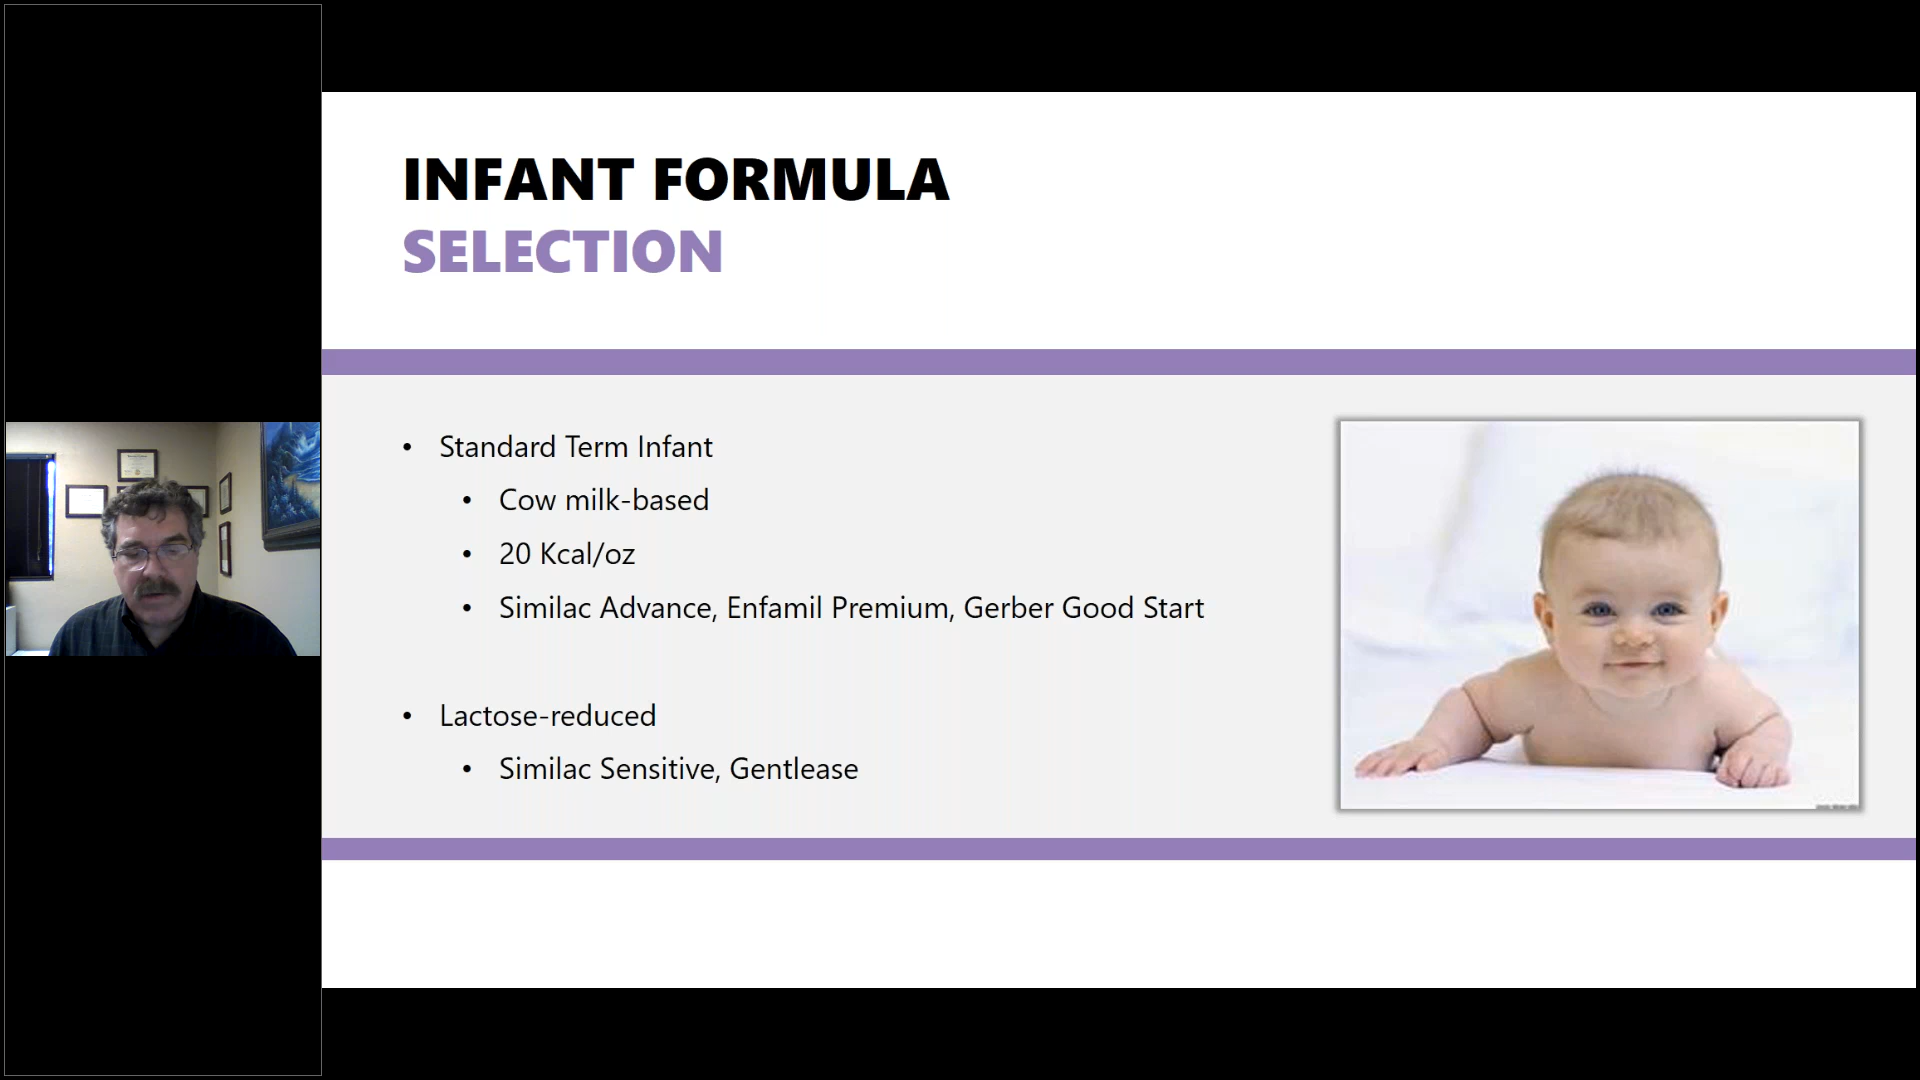 INFANT FORMULA
SELECTION
• Standard Term Infant
• Cow milk-based
• 20 Kcal/oz
• Similac Advance, Enfamil Premium, Gerber Good Start
• Lactose-reduced
• Similac Sensitive, Gentlease